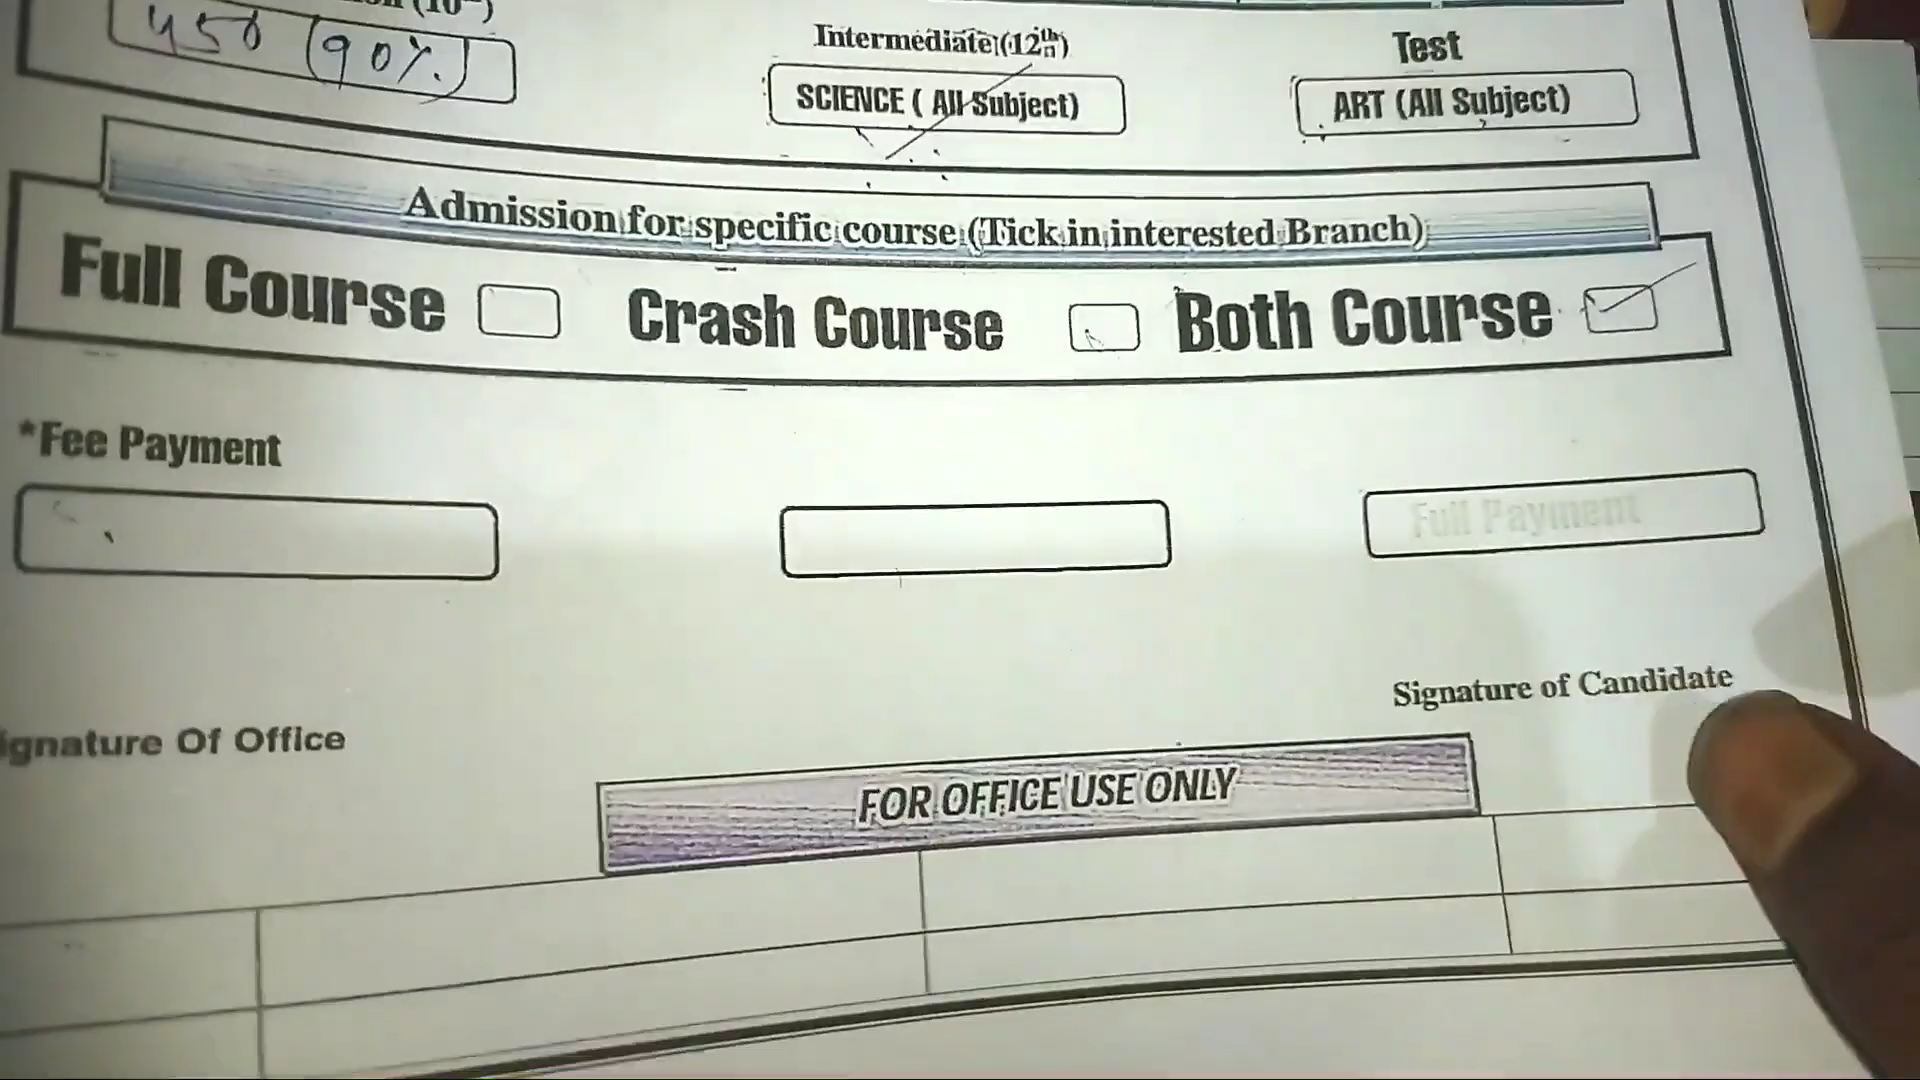 (10th)
450 (90%)
Intermediate (12th)
Test
SCIENCE ( All Subject)
ART (All Subject)
Admission for specific course (Tick in interested Branch)
Full Course
Crash Course
Both Course
*Fee Payment
Full Payment
Signature of Candidate
ignature Of Office
FOR OFFICE USE ONLY